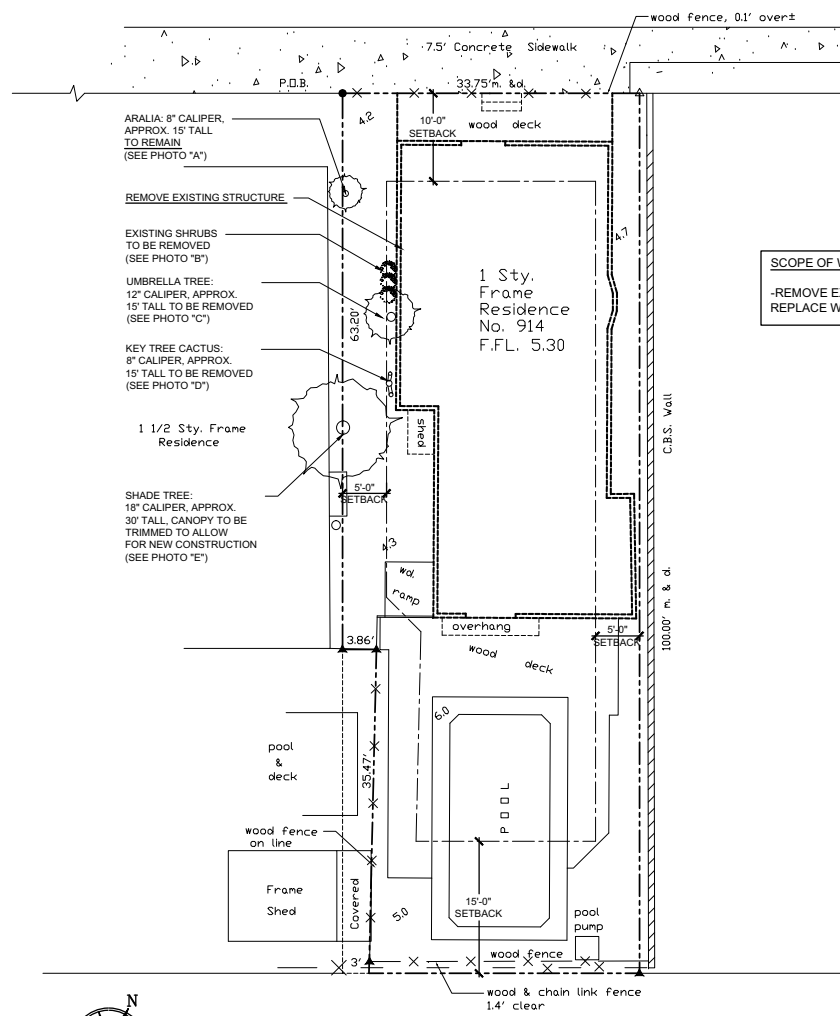 wood fence, 0.1' over±
7.5' Concrete Sidewalk
P.O.B.
33.75'm. &d.
ARALIA: 8" CALIPER,
APPROX. 15' TALL
TO REMAIN
(SEE PHOTO "A")
4.2
10'-0"
SETBACK
wood deck
REMOVE EXISTING STRUCTURE
EXISTING SHRUBS
TO BE REMOVED
(SEE PHOTO "B")
4.7
SCOPE OF W
-REMOVE EX
REPLACE W
1 Sty.
Frame
Residence
No. 914
F.FL. 5.30
UMBRELLA TREE:
12" CALIPER, APPROX.
15' TALL TO BE REMOVED
(SEE PHOTO "C")
63.20'
KEY TREE CACTUS:
8" CALIPER, APPROX.
15' TALL TO BE REMOVED
(SEE PHOTO "D")
1 1/2 Sty. Frame
Residence
shed
C.B.S. Wall
SHADE TREE:
18" CALIPER, APPROX.
30' TALL, CANOPY TO BE
TRIMMED TO ALLOW
FOR NEW CONSTRUCTION
(SEE PHOTO "E")
5'-0"
SETBACK
4.3
wd.
ramp
100.00' m. & d.
overhang
5'-0"
SETBACK
3.86'
wood deck
6.0
pool
&
deck
35.47'
POOL
wood fence
on line
Frame
Shed
Covered
5.0
15'-0"
SETBACK
pool
pump
wood fence
3'
wood & chain link fence
1.4' clear
N